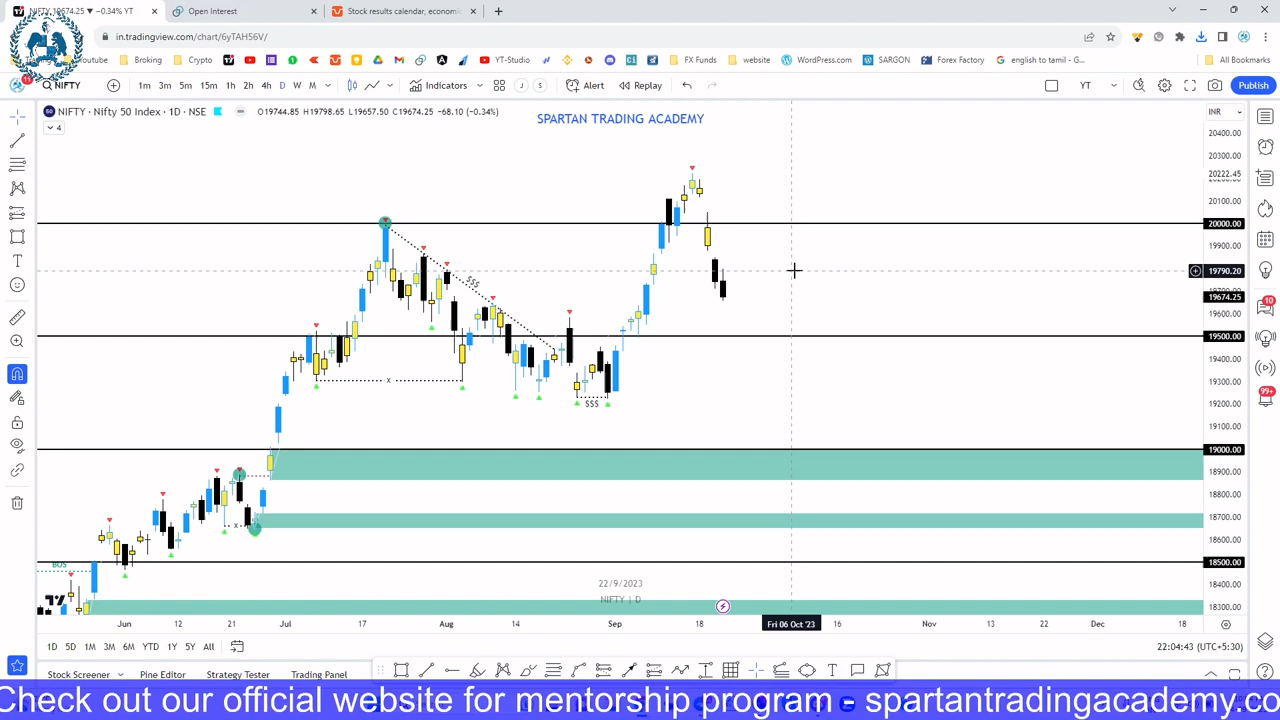 NIFTY 19674.25 ▼ −0.34% YT
Open Interest
Stock results calendar, economi
in.tradingview.com/chart/6yTAH56V/
Youtube
Broking
Crypto
YT-Studio
FX Funds
website
WordPress.com
SARGON
Forex Factory
english to tamil - G...
All Bookmarks
11
NIFTY
1m 3m 5m 15m 1h 2h 4h D W M
Indicators
J
S
Alert
Replay
YT
Publish
NIFTY · Nifty 50 Index · 1D · NSE
O19744.85 H19798.65 L19657.50 C19674.25 −68.10 (−0.34%)
4
SPARTAN TRADING ACADEMY
INR
20400.00
20300.00
20222.45
20100.00
20000.00
19900.00
19790.20
19674.25
19600.00
19500.00
19400.00
19300.00
19200.00
19100.00
19000.00
18900.00
18800.00
18700.00
18600.00
18500.00
18400.00
18300.00
$$$
x
$$$
x
BOS
22/9/2023
NIFTY | D
10
99+
Jun 12 21 Jul 17 Aug 14 Sep 18 Fri 06 Oct '23 16 Nov 13 22 Dec 18
1D 5D 1M 3M 6M YTD 1Y 5Y All
22:04:43 (UTC+5:30)
Stock Screener
Pine Editor
Strategy Tester
Trading Panel
Check out our official website for mentorship program - spartantradingacademy.co